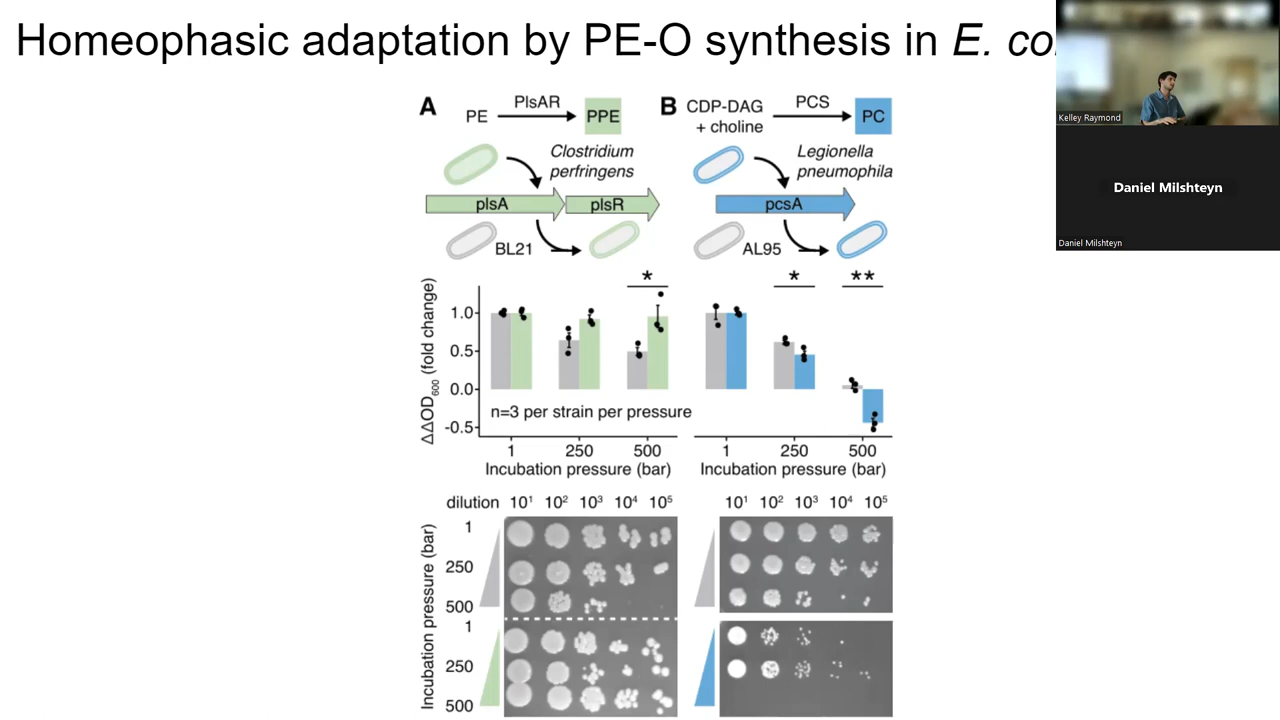 Homeophasic adaptation by PE-O synthesis in E. co
Kelley Raymond
Daniel Milshteyn
Daniel Milshteyn
A
PE
PlsAR
PPE
Clostridium
perfringens
plsA
plsR
BL21
B
CDP-DAG
+ choline
PCS
PC
Legionella
pneumophila
pcsA
AL95
ΔΔOD600 (fold change)
1.0
0.5
0.0
-0.5
*
* **
n=3 per strain per pressure
1 250 500
Incubation pressure (bar)
1 250 500
Incubation pressure (bar)
dilution 10¹ 10² 10³ 10⁴ 10⁵
10¹ 10² 10³ 10⁴ 10⁵
Incubation pressure (bar)
1
250
500
1
250
500